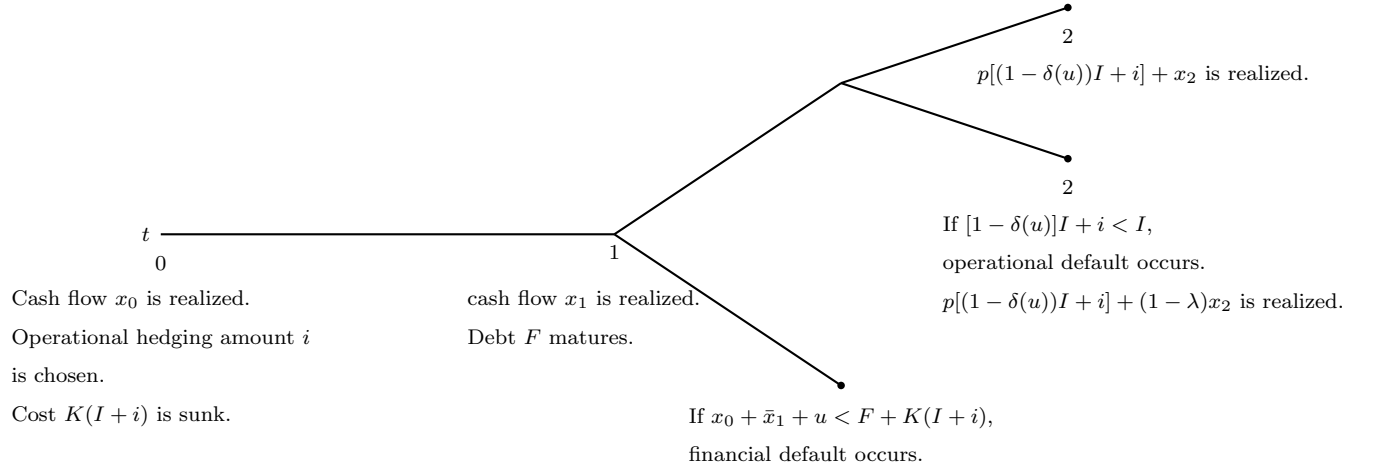 2
p[(1 − δ(u))I + i] + x₂ is realized.
2
If [1 − δ(u)]I + i < I,
operational default occurs.
p[(1 − δ(u))I + i] + (1 − λ)x₂ is realized.
t
0
1
Cash flow x₀ is realized.
Operational hedging amount i
is chosen.
Cost K(I + i) is sunk.
cash flow x₁ is realized.
Debt F matures.
If x₀ + x̄₁ + u < F + K(I + i),
financial default occurs.